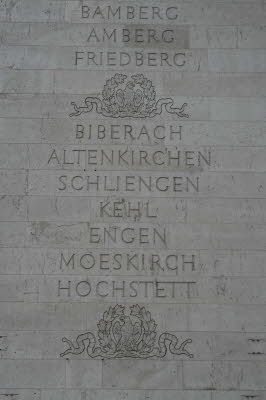 BAMBERG
AMBERG
FRIEDBERG
BIBERACH
ALTENKIRCHEN
SCHLIENGEN
KEHL
ENGEN
MOESKIRCH
HOCHSTETT